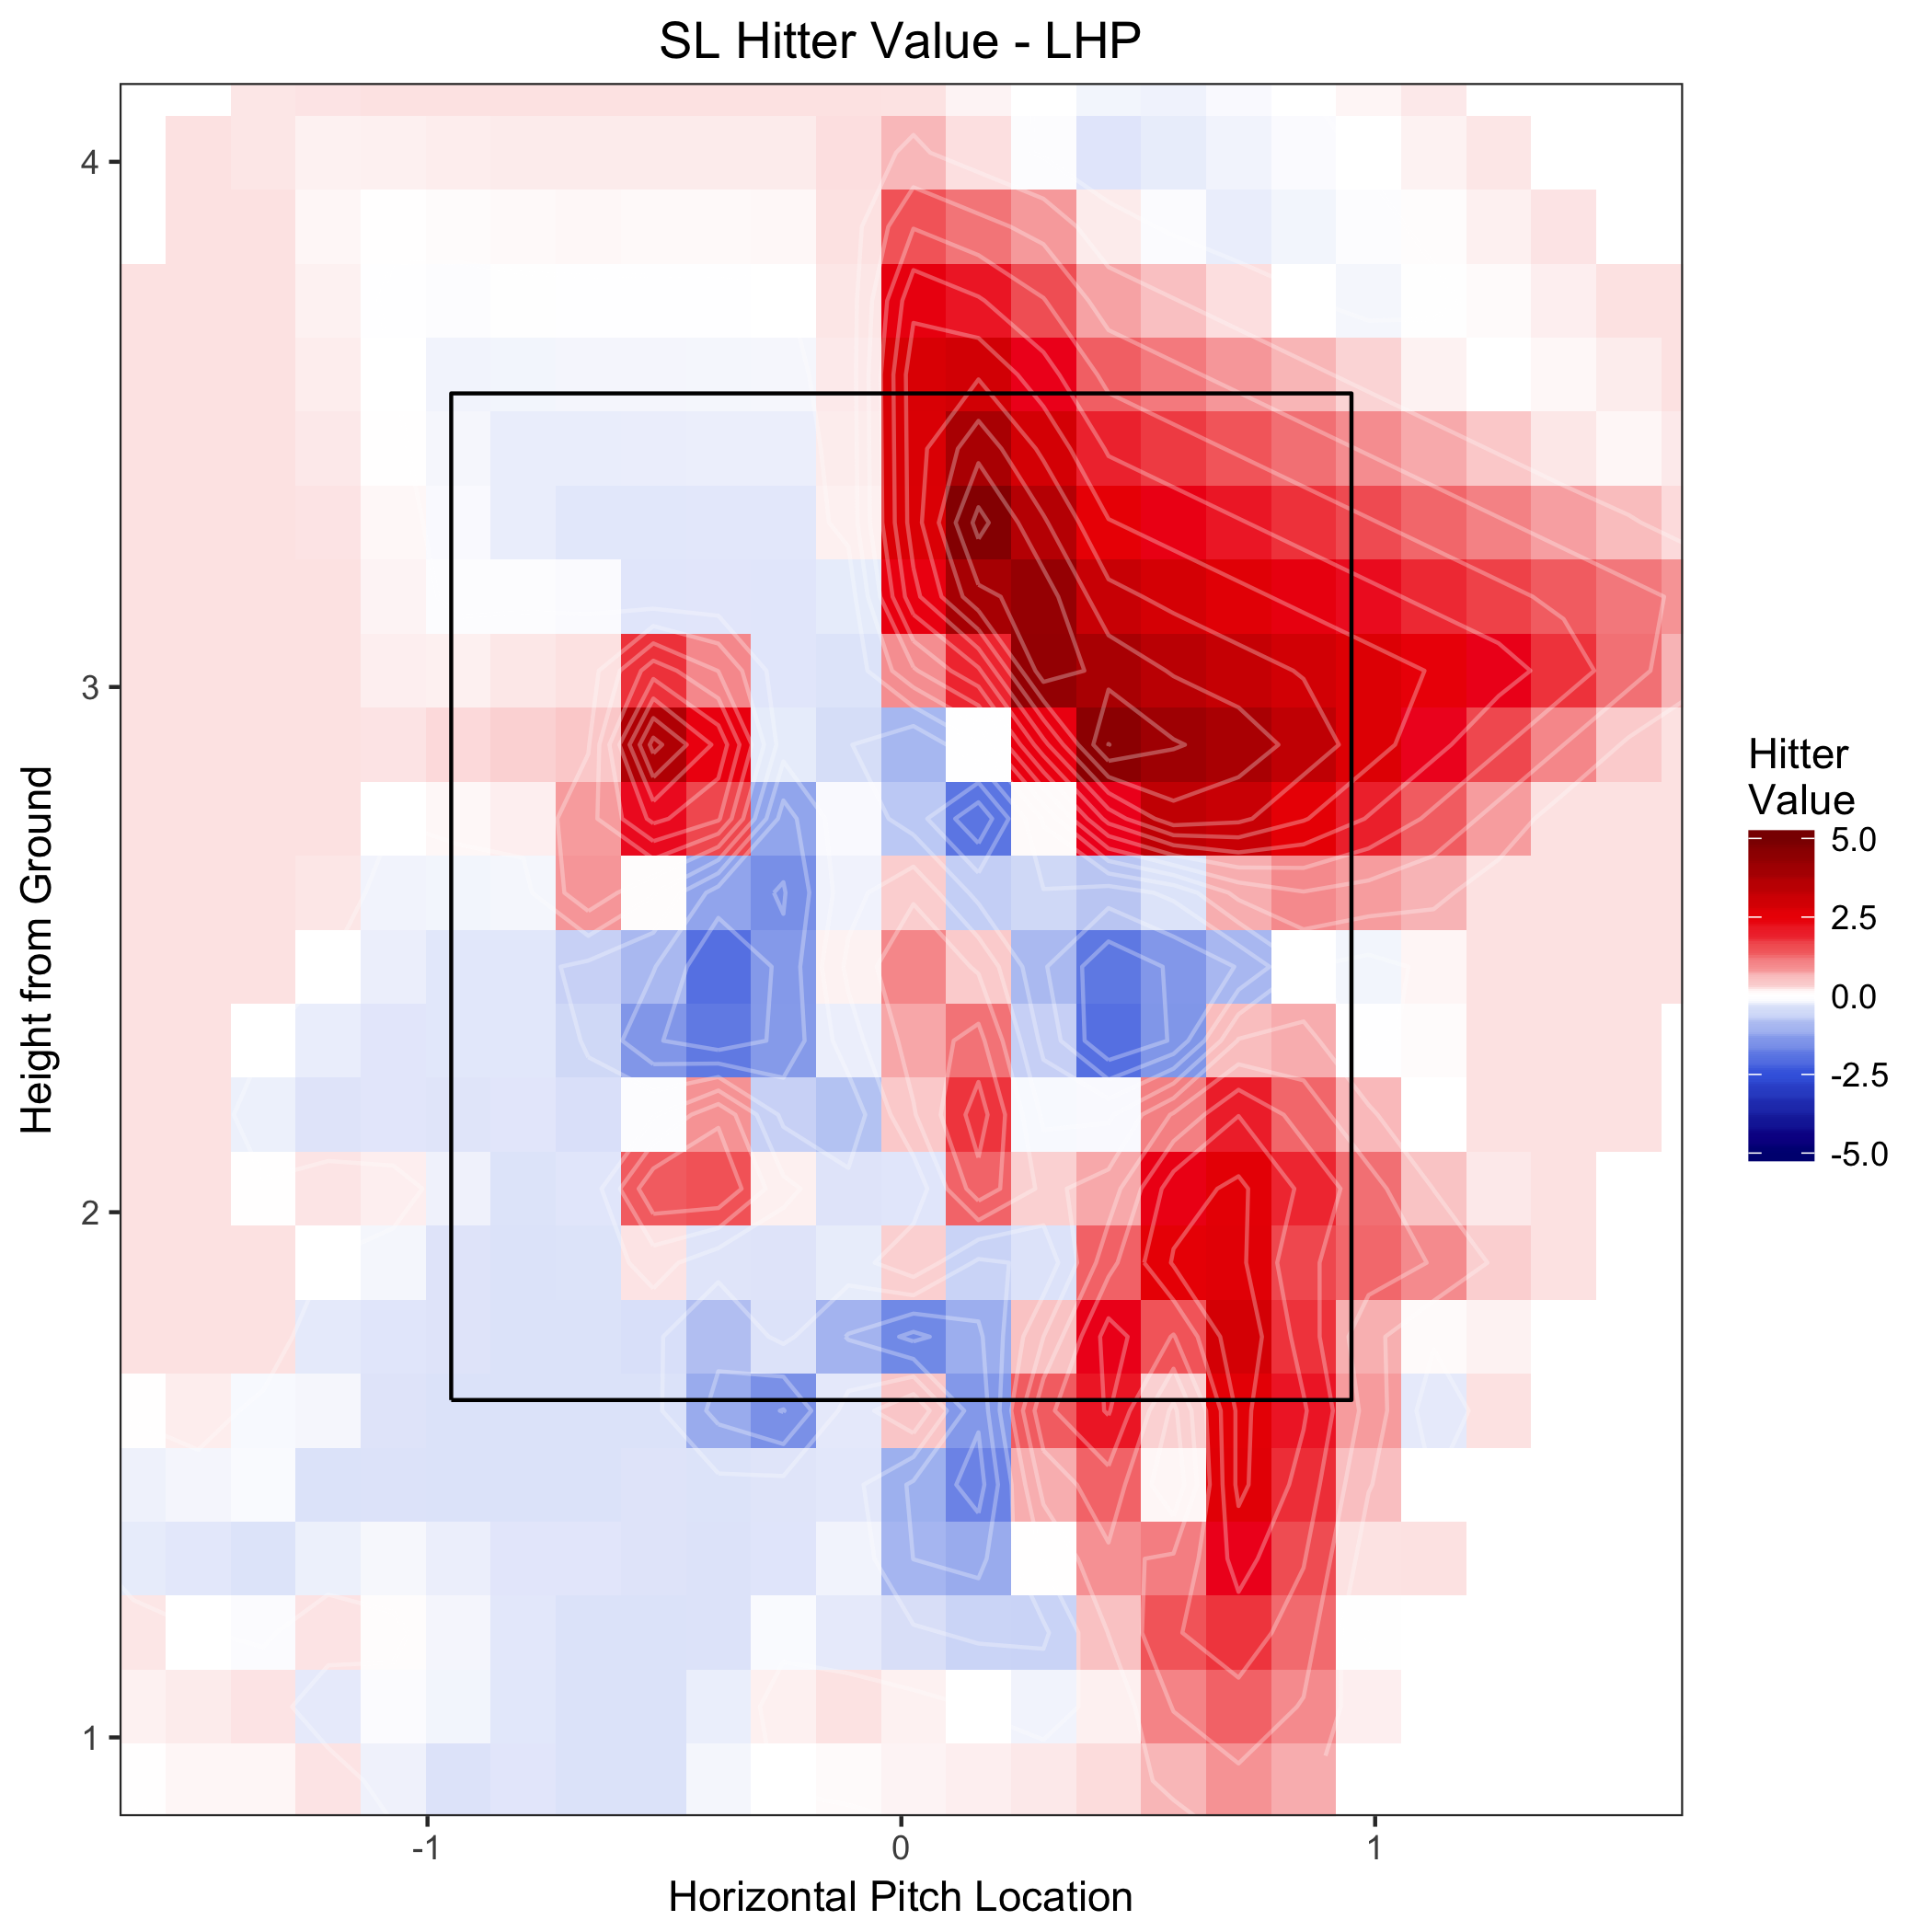 SL Hitter Value - LHP
4
3
2
1
Height from Ground
-1
0
1
Horizontal Pitch Location
Hitter
Value
5.0
2.5
0.0
-2.5
-5.0